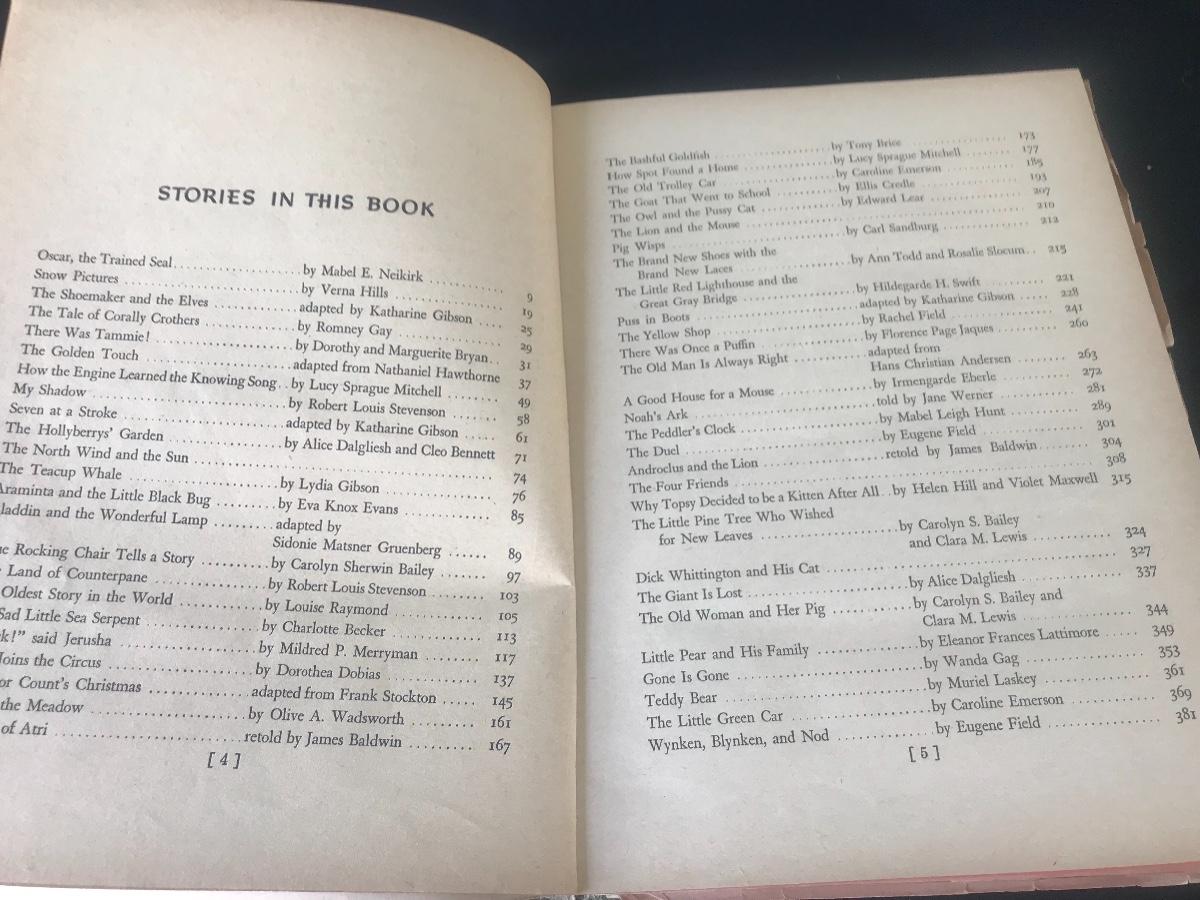 STORIES IN THIS BOOK
Oscar, the Trained Seal by Mabel E. Neikirk 9
Snow Pictures by Verna Hills 19
The Shoemaker and the Elves adapted by Katharine Gibson 25
The Tale of Corally Crothers by Romney Gay 29
There Was Tammie! by Dorothy and Marguerite Bryan 31
The Golden Touch adapted from Nathaniel Hawthorne 37
How the Engine Learned the Knowing Song by Lucy Sprague Mitchell 49
My Shadow by Robert Louis Stevenson 58
Seven at a Stroke adapted by Katharine Gibson 61
The Hollyberrys' Garden by Alice Dalgliesh and Cleo Bennett 71
The North Wind and the Sun 74
The Teacup Whale by Lydia Gibson 76
Araminta and the Little Black Bug by Eva Knox Evans 85
laddin and the Wonderful Lamp adapted by
Sidonie Matsner Gruenberg 89
e Rocking Chair Tells a Story by Carolyn Sherwin Bailey 97
Land of Counterpane by Robert Louis Stevenson 103
Oldest Story in the World by Louise Raymond 105
Sad Little Sea Serpent by Charlotte Becker 113
k!" said Jerusha by Mildred P. Merryman 117
Joins the Circus by Dorothea Dobias 137
or Count's Christmas adapted from Frank Stockton 145
the Meadow by Olive A. Wadsworth 161
of Atri retold by James Baldwin 167
[4]
The Bashful Goldfish by Tony Brice 173
How Spot Found a Home by Lucy Sprague Mitchell 177
The Old Trolley Car by Caroline Emerson 185
The Goat That Went to School by Ellis Credle 193
The Owl and the Pussy Cat by Edward Lear 207
The Lion and the Mouse 210
Pig Wisps by Carl Sandburg 212
The Brand New Shoes with the
Brand New Laces by Ann Todd and Rosalie Slocum 215
The Little Red Lighthouse and the
Great Gray Bridge by Hildegarde H. Swift 221
Puss in Boots adapted by Katharine Gibson 228
The Yellow Shop by Rachel Field 241
There Was Once a Puffin by Florence Page Jaques 260
The Old Man Is Always Right adapted from
Hans Christian Andersen 263
A Good House for a Mouse by Irmengarde Eberle 272
Noah's Ark told by Jane Werner 281
The Peddler's Clock by Mabel Leigh Hunt 289
The Duel by Eugene Field 301
Androclus and the Lion retold by James Baldwin 304
The Four Friends 308
Why Topsy Decided to be a Kitten After All by Helen Hill and Violet Maxwell 315
The Little Pine Tree Who Wished
for New Leaves by Carolyn S. Bailey
and Clara M. Lewis 324
Dick Whittington and His Cat 327
The Giant Is Lost by Alice Dalgliesh 337
The Old Woman and Her Pig by Carolyn S. Bailey and
Clara M. Lewis 344
Little Pear and His Family by Eleanor Frances Lattimore 349
Gone Is Gone by Wanda Gag 353
Teddy Bear by Muriel Laskey 361
The Little Green Car by Caroline Emerson 369
Wynken, Blynken, and Nod by Eugene Field 381
[5]